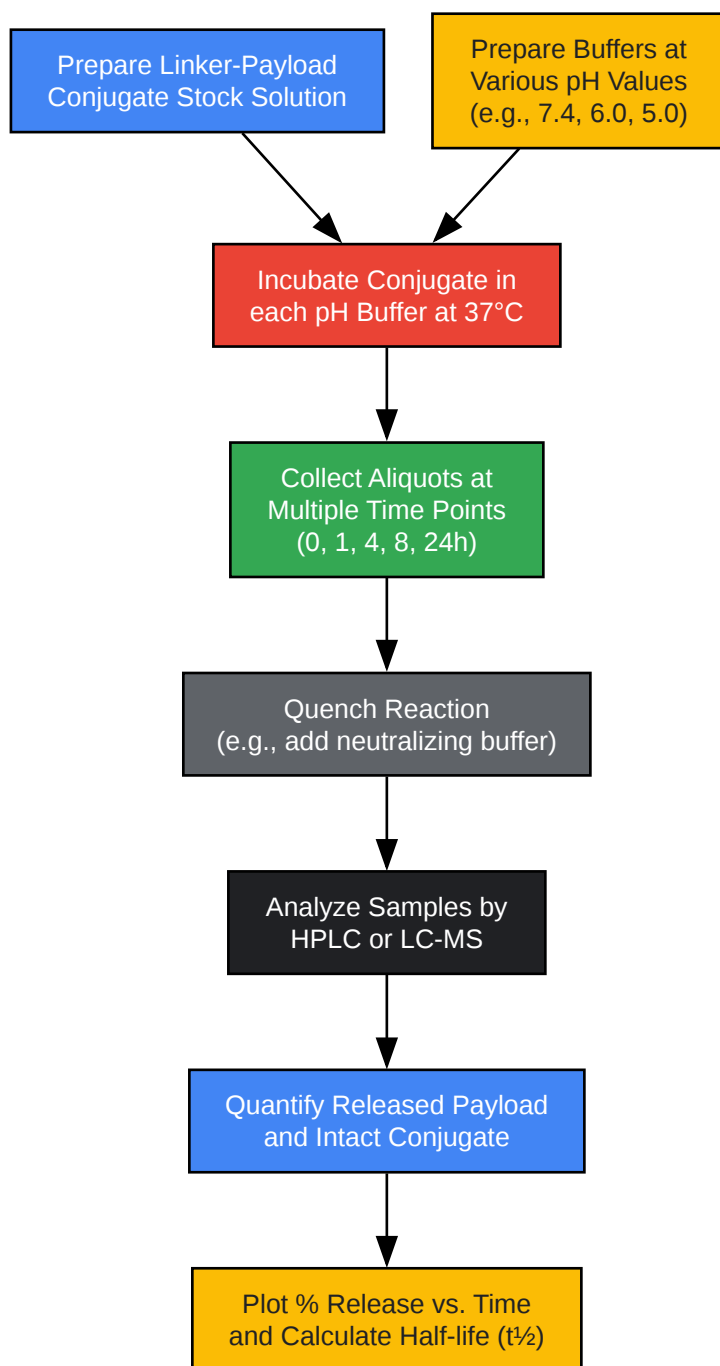 Prepare Linker-Payload
Conjugate Stock Solution
Prepare Buffers at
Various pH Values
(e.g., 7.4, 6.0, 5.0)
Incubate Conjugate in
each pH Buffer at 37°C
Collect Aliquots at
Multiple Time Points
(0, 1, 4, 8, 24h)
Quench Reaction
(e.g., add neutralizing buffer)
Analyze Samples by
HPLC or LC-MS
Quantify Released Payload
and Intact Conjugate
Plot % Release vs. Time
and Calculate Half-life (t½)